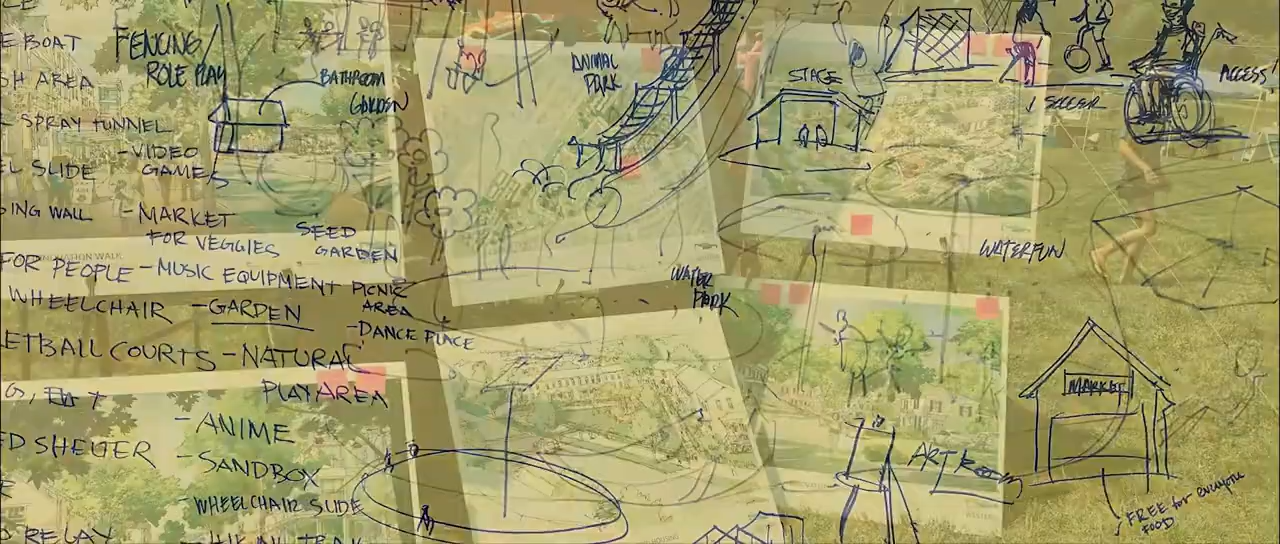 E BOAT
SH AREA
- SPRAY TUNNEL
EL SLIDE
- VIDEO
GAMES
- MARKET
FOR VEGGIES
FOR PEOPLE - MUSIC EQUIPMENT
WHEELCHAIR - GARDEN
ETBALL COURTS - NATURAL
PLAY AREA
- ANIME
ED SHELTER
- SANDBOX
- WHEELCHAIR SLIDE
RELAY
FENCING/
ROLE PLAY
BATHROOM
GARDEN
SEED
GARDEN
PICNIC
AREA
- DANCE PLACE
ANIMAL
PARK
STAGE
SOCCER
ACCESS!
WATERFUN
WATER
PARK
MARKET
ART ROOM
FREE for everyone
FOOD